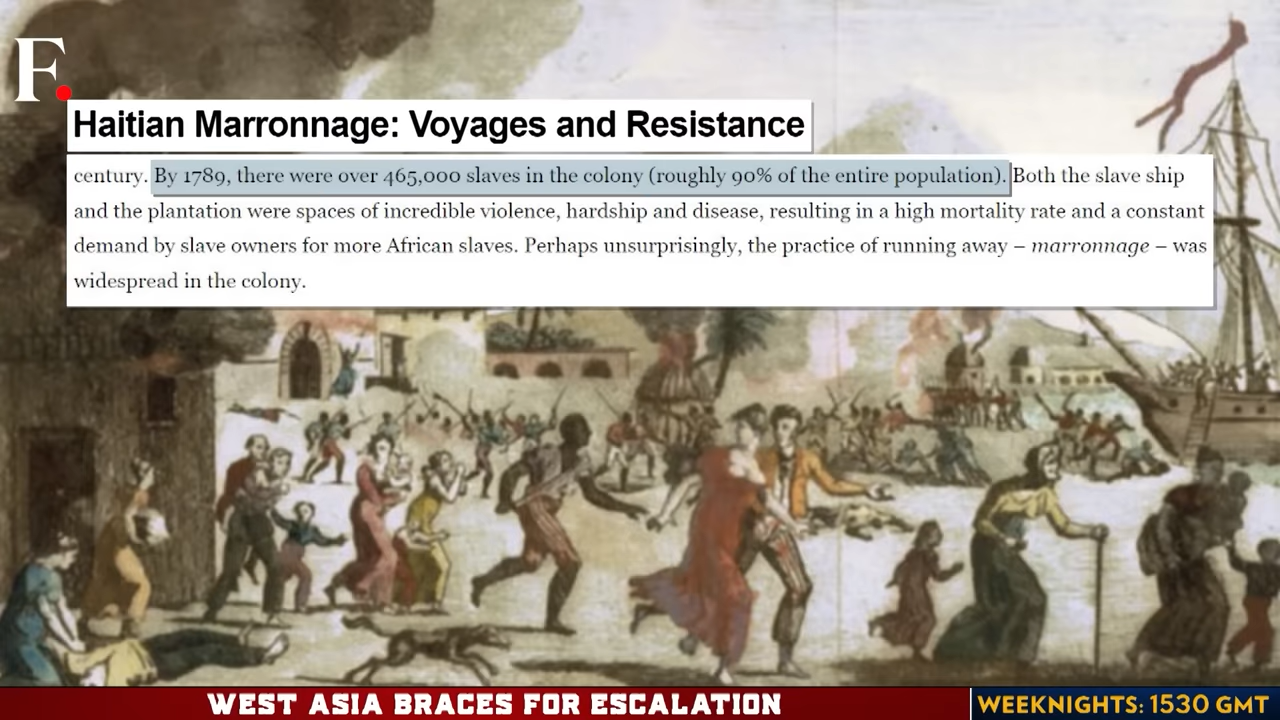 F.
Haitian Marronnage: Voyages and Resistance
century. By 1789, there were over 465,000 slaves in the colony (roughly 90% of the entire population). Both the slave ship
and the plantation were spaces of incredible violence, hardship and disease, resulting in a high mortality rate and a constant
demand by slave owners for more African slaves. Perhaps unsurprisingly, the practice of running away – marronnage – was
widespread in the colony.
WEST ASIA BRACES FOR ESCALATION
WEEKNIGHTS: 1530 GMT